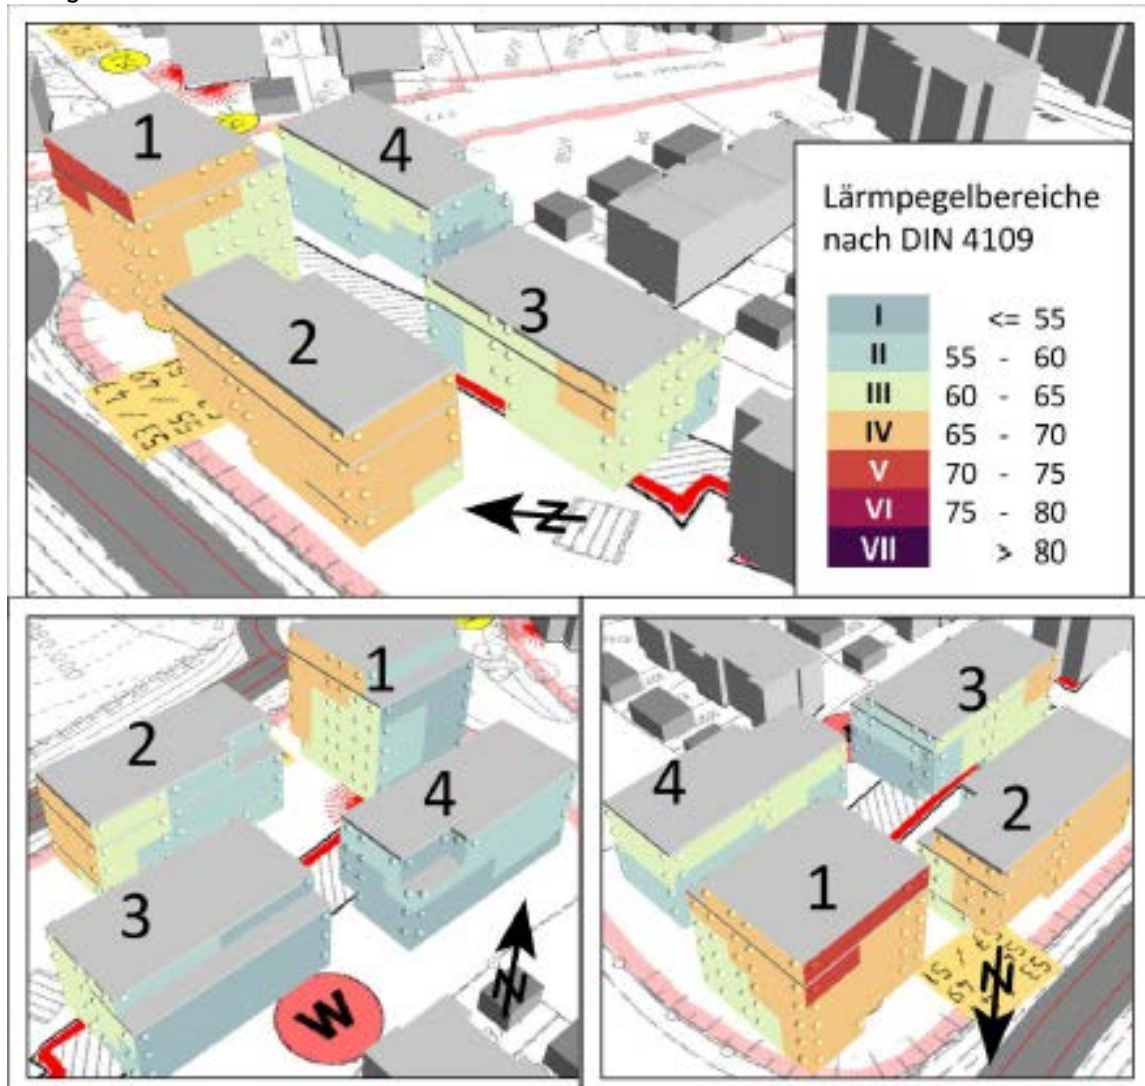 1
4
3
2
N
Lärmpegelbereiche
nach DIN 4109
I <= 55
II 55 - 60
III 60 - 65
IV 65 - 70
V 70 - 75
VI 75 - 80
VII > 80
1
2
4
3
W
N
3
4
2
1
N